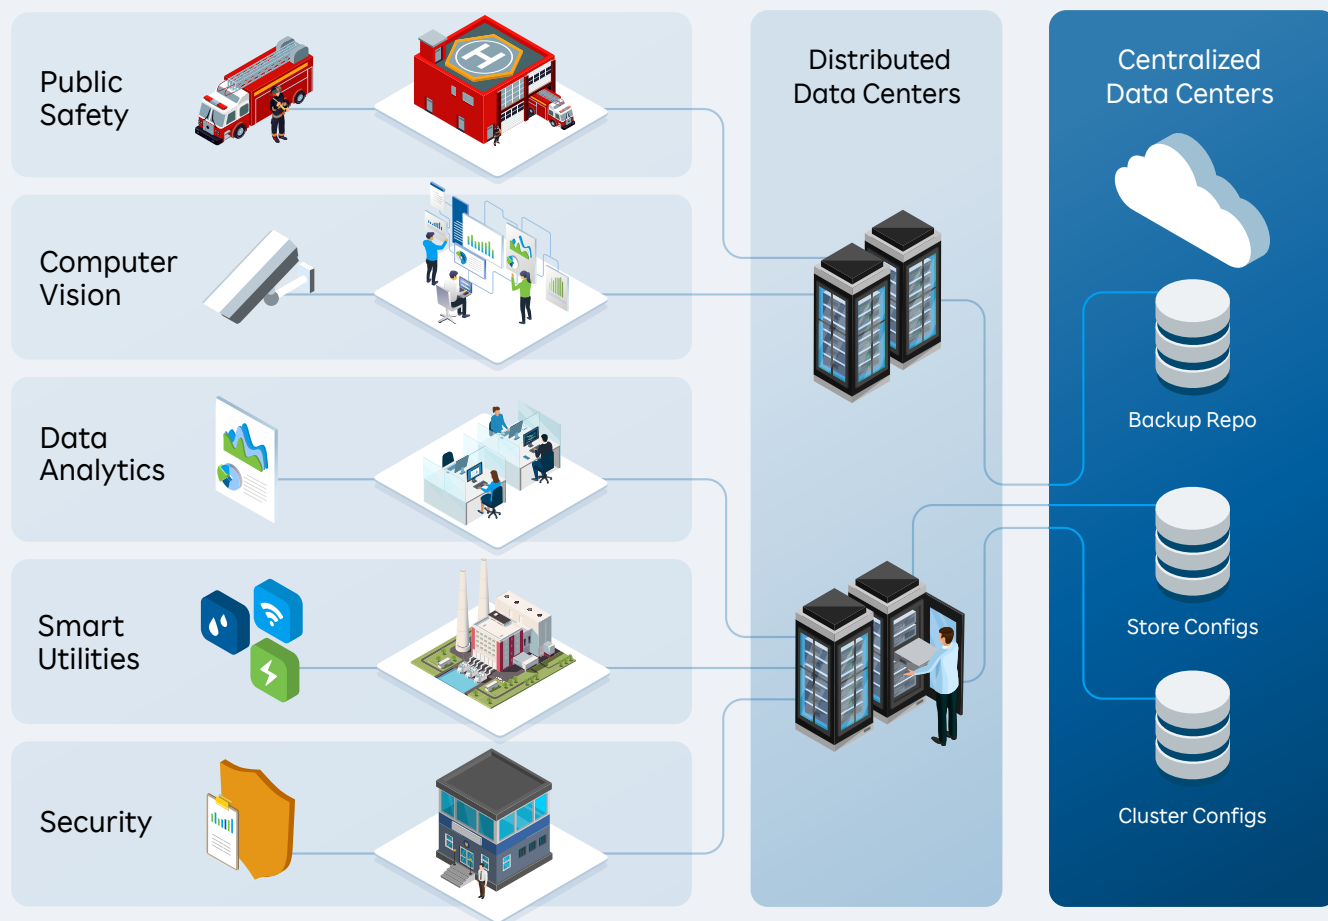 Public
Safety
Computer
Vision
Data
Analytics
Smart
Utilities
Security
Distributed
Data Centers
Centralized
Data Centers
Backup Repo
Store Configs
Cluster Configs
H